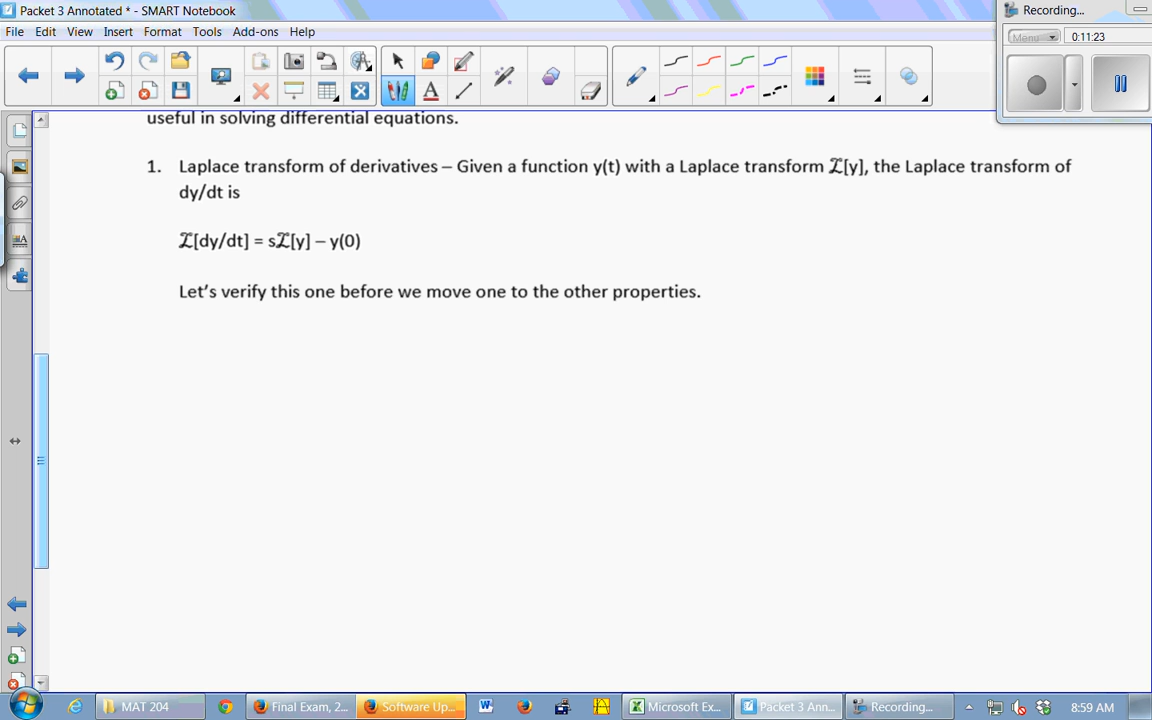 Packet 3 Annotated * - SMART Notebook
Recording...
File Edit View Insert Format Tools Add-ons Help
Menu
0:11:23
useful in solving differential equations.
1. Laplace transform of derivatives – Given a function y(t) with a Laplace transform ℒ[y], the Laplace transform of
dy/dt is
ℒ[dy/dt] = sℒ[y] – y(0)
Let's verify this one before we move one to the other properties.
MAT 204
Final Exam, 2...
Software Up...
Microsoft Ex...
Packet 3 Ann...
Recording...
8:59 AM